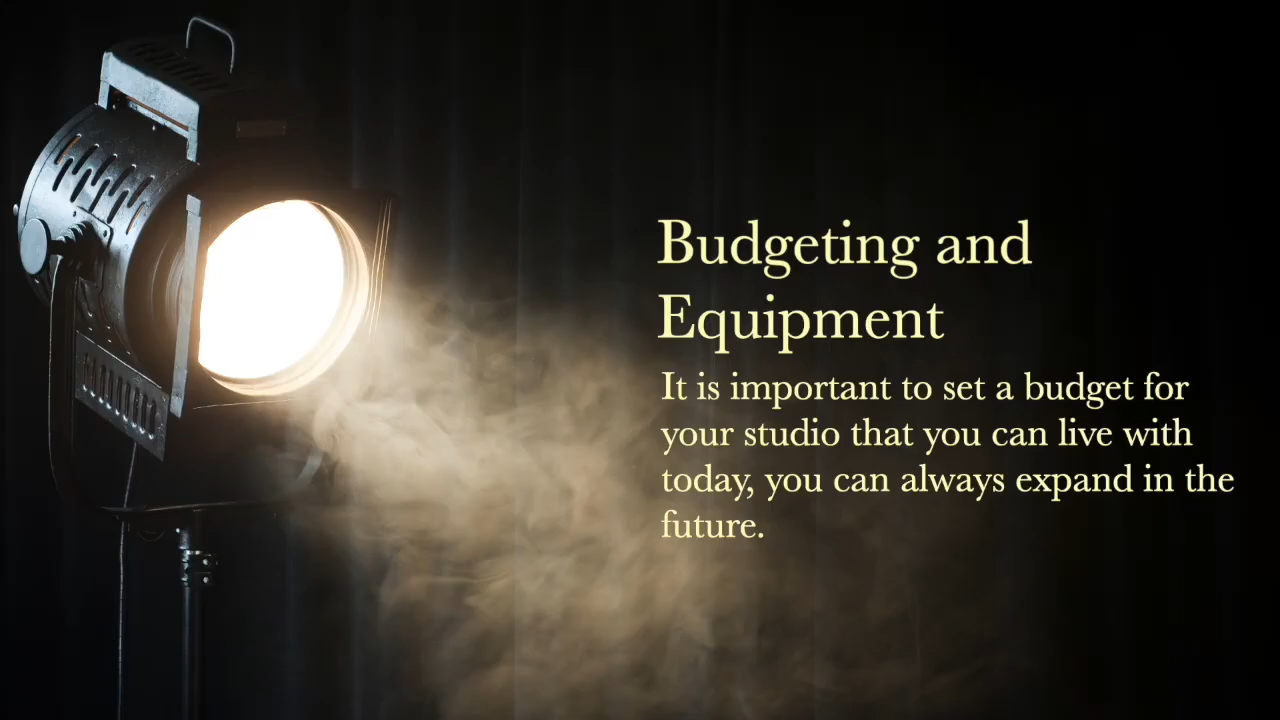 Budgeting and
Equipment
It is important to set a budget for
your studio that you can live with
today, you can always expand in the
future.